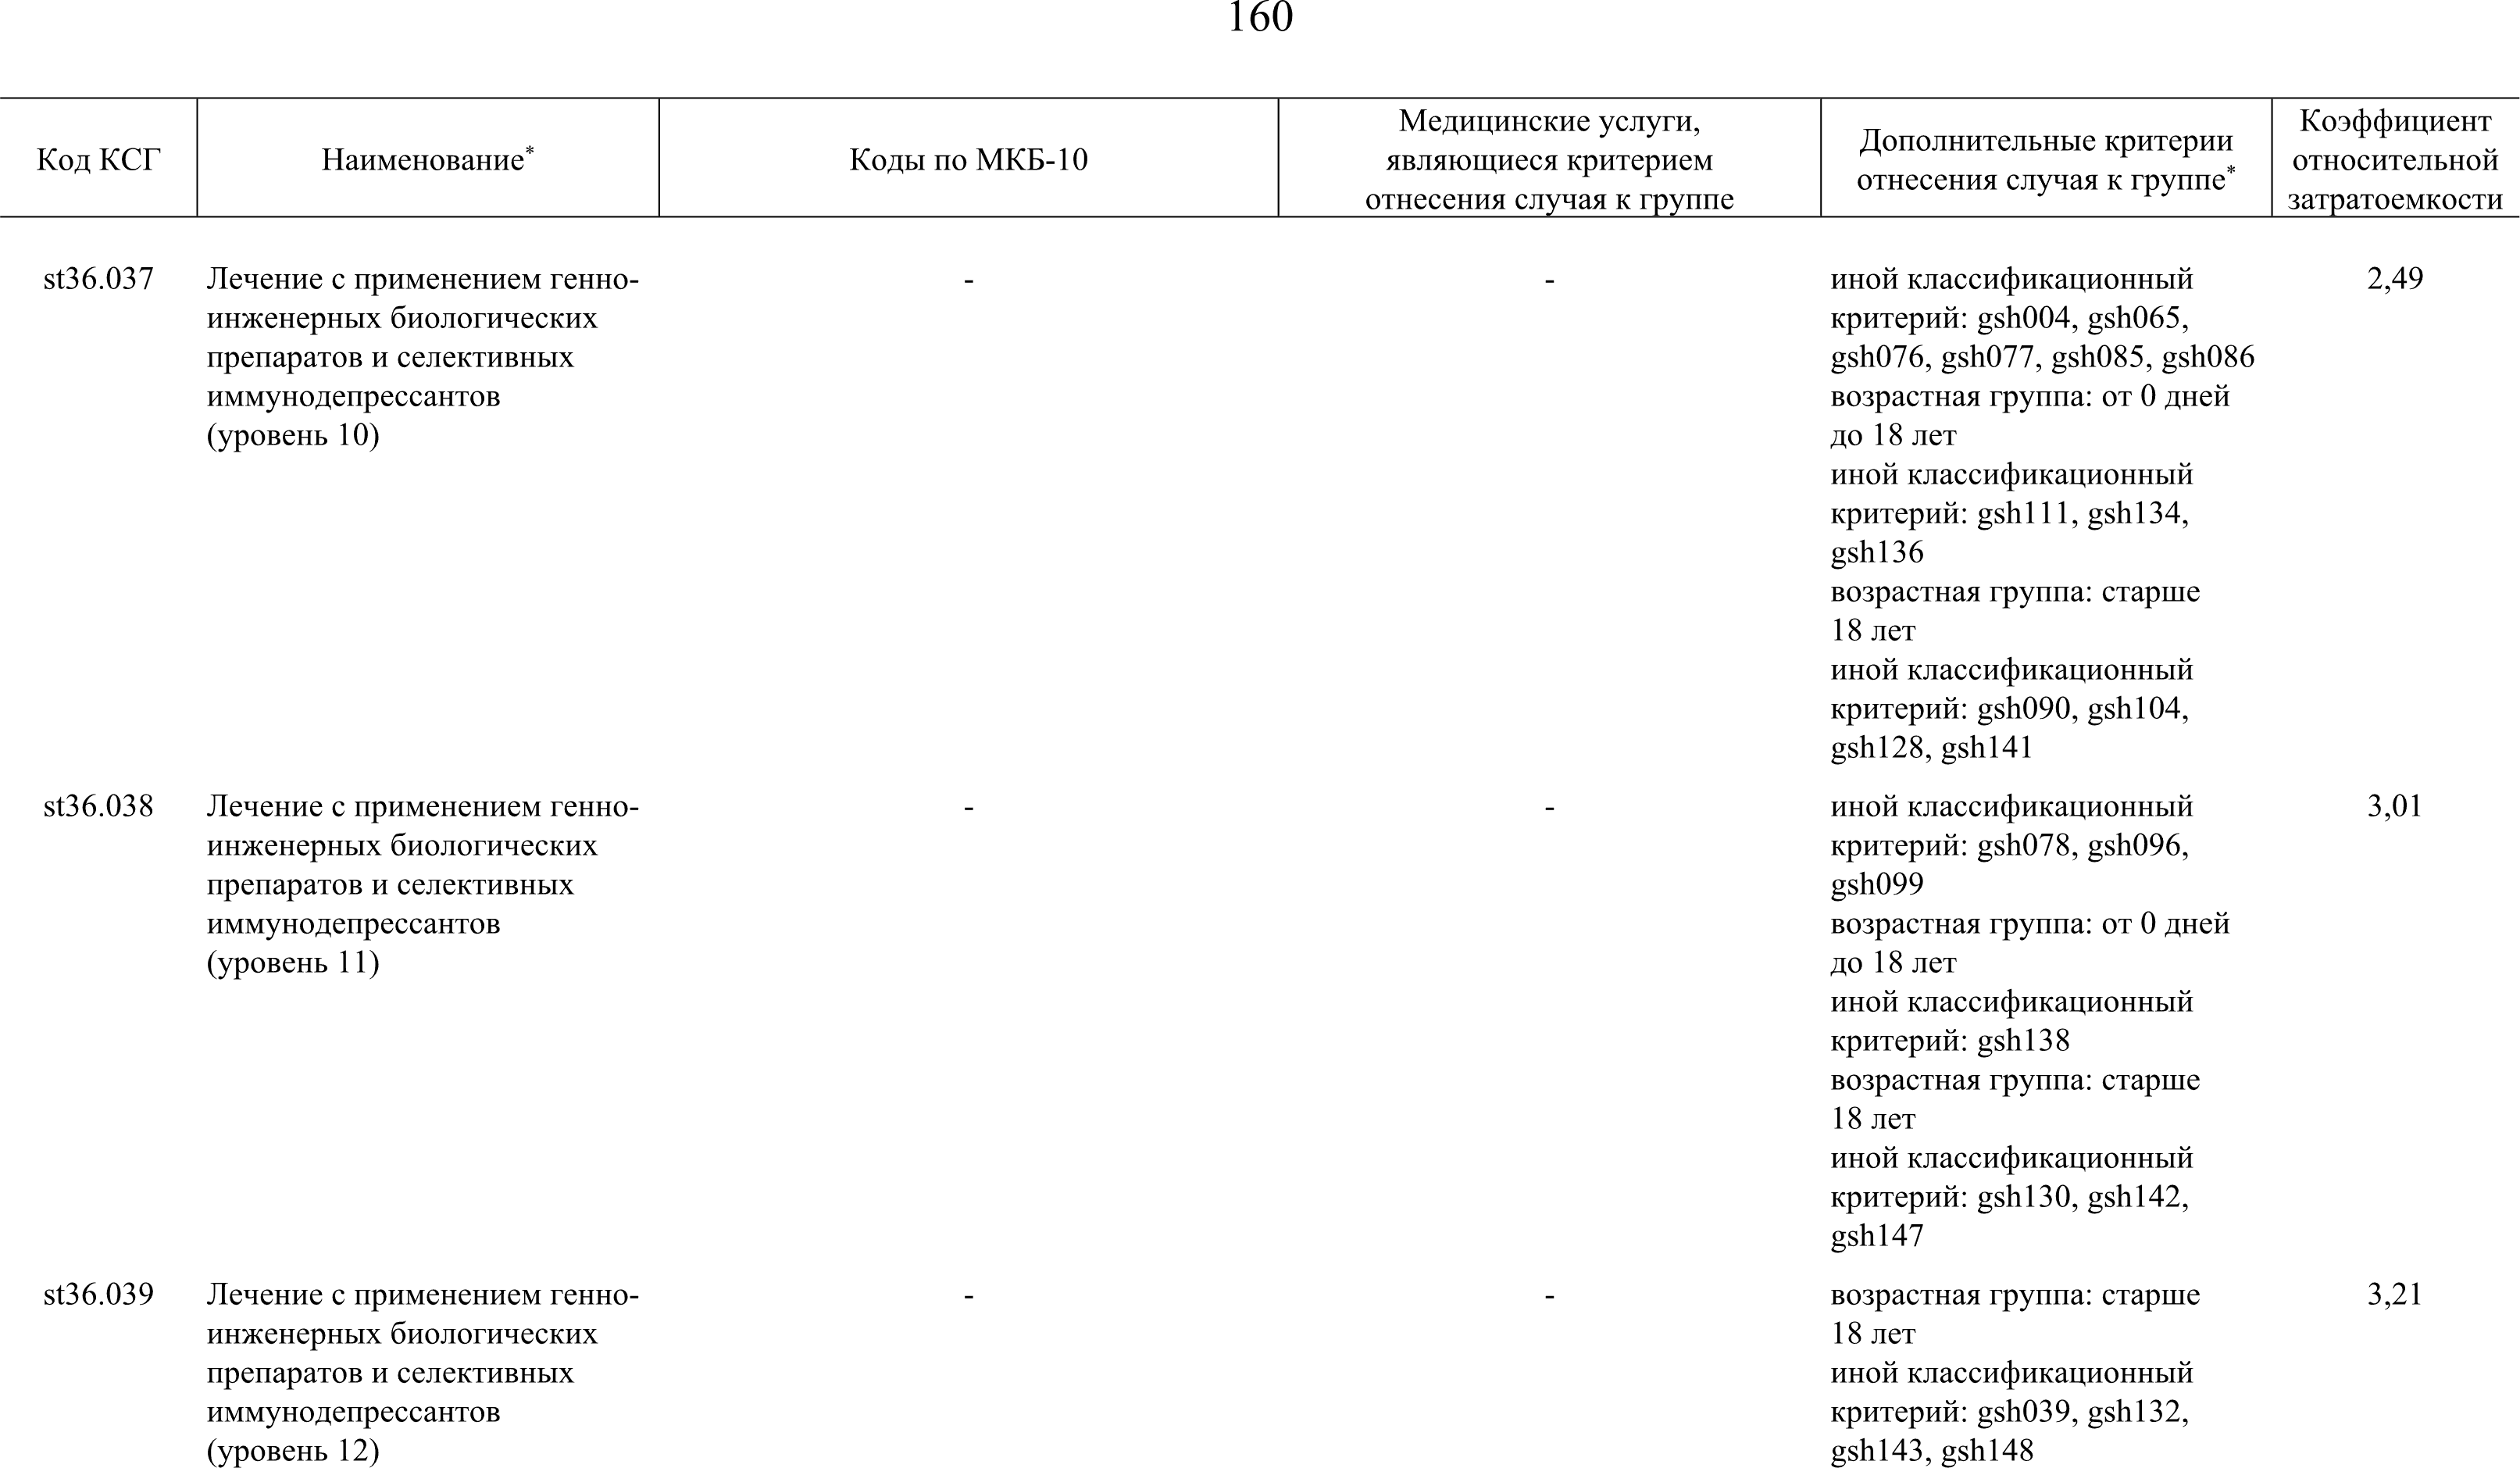 160
Код КСГ
Наименование*
Коды по МКБ-10
Медицинские услуги,
являющиеся критерием
отнесения случая к группе
Дополнительные критерии
отнесения случая к группе*
Коэффициент
относительной
затратоемкости
st36.037
Лечение с применением генно-
инженерных биологических
препаратов и селективных
иммунодепрессантов
(уровень 10)
-
-
иной классификационный
критерий: gsh004, gsh065,
gsh076, gsh077, gsh085, gsh086
возрастная группа: от 0 дней
до 18 лет
иной классификационный
критерий: gsh111, gsh134,
gsh136
возрастная группа: старше
18 лет
иной классификационный
критерий: gsh090, gsh104,
gsh128, gsh141
2,49
st36.038
Лечение с применением генно-
инженерных биологических
препаратов и селективных
иммунодепрессантов
(уровень 11)
-
-
иной классификационный
критерий: gsh078, gsh096,
gsh099
возрастная группа: от 0 дней
до 18 лет
иной классификационный
критерий: gsh138
возрастная группа: старше
18 лет
иной классификационный
критерий: gsh130, gsh142,
gsh147
3,01
st36.039
Лечение с применением генно-
инженерных биологических
препаратов и селективных
иммунодепрессантов
(уровень 12)
-
-
возрастная группа: старше
18 лет
иной классификационный
критерий: gsh039, gsh132,
gsh143, gsh148
3,21